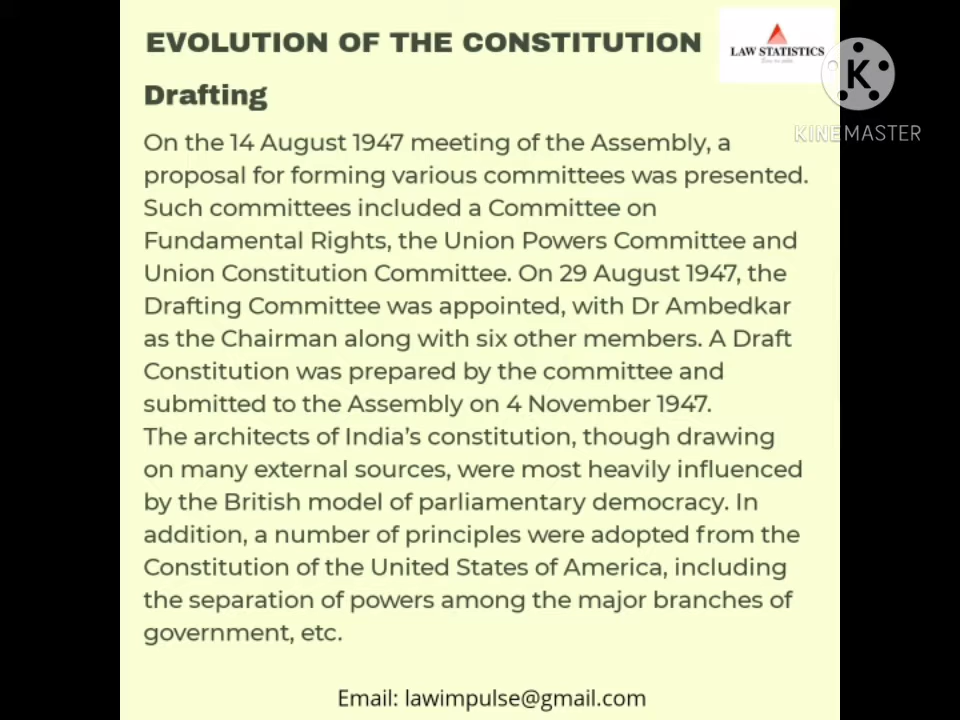 EVOLUTION OF THE CONSTITUTION
LAW STATISTICS
KINEMASTER
Drafting
On the 14 August 1947 meeting of the Assembly, a
proposal for forming various committees was presented.
Such committees included a Committee on
Fundamental Rights, the Union Powers Committee and
Union Constitution Committee. On 29 August 1947, the
Drafting Committee was appointed, with Dr Ambedkar
as the Chairman along with six other members. A Draft
Constitution was prepared by the committee and
submitted to the Assembly on 4 November 1947.
The architects of India’s constitution, though drawing
on many external sources, were most heavily influenced
by the British model of parliamentary democracy. In
addition, a number of principles were adopted from the
Constitution of the United States of America, including
the separation of powers among the major branches of
government, etc.
Email: lawimpulse@gmail.com